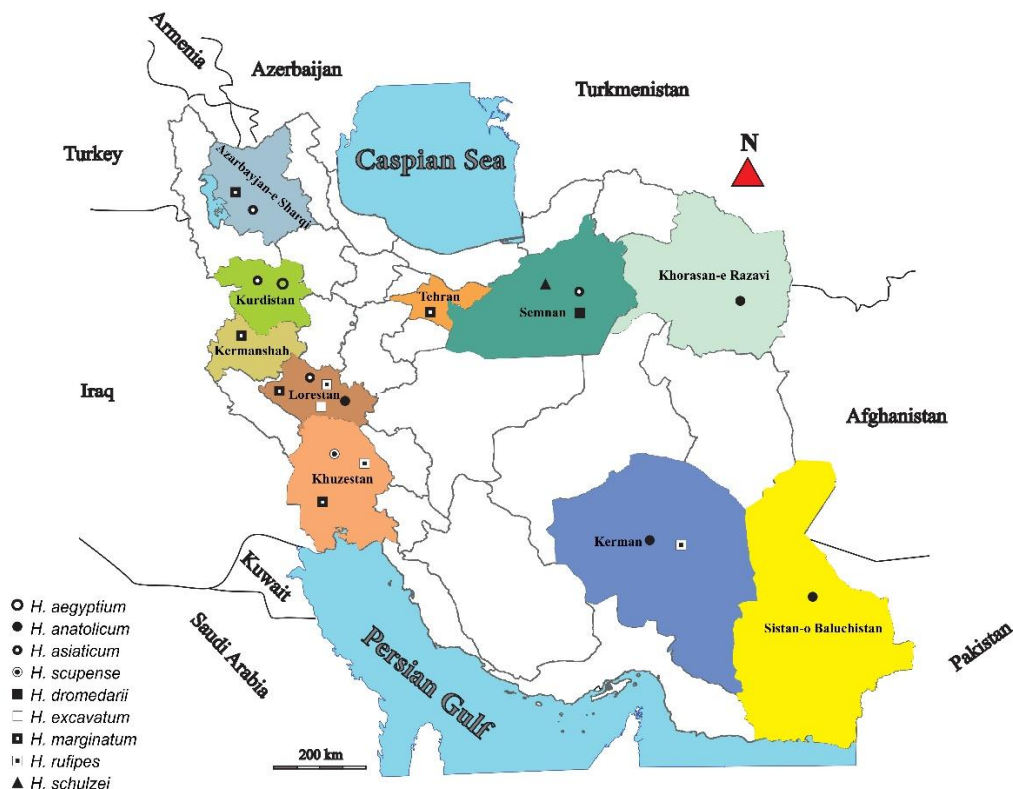 Armenia
Azerbaijan
Turkmenistan
Turkey
Caspian Sea
N
Azarbayjan-e Sharqi
Khorasan-e Razavi
Kurdistan
Tehran
Semnan
Kermanshah
Iraq
Lorestan
Afghanistan
Khuzestan
Kerman
Kuwait
Sistan-o Baluchistan
Saudi Arabia
Persian Gulf
Pakistan
H. aegyptium
H. anatolicum
H. asiaticum
H. scupense
H. dromedarii
H. excavatum
H. marginatum
H. rufipes
H. schulzei
200 km